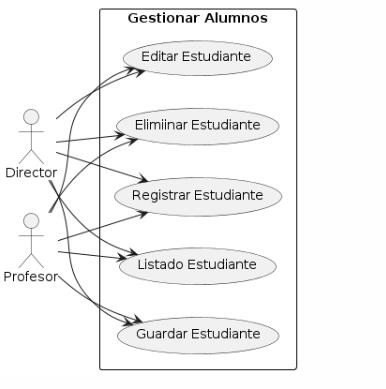 Gestionar Alumnos
Editar Estudiante
Elimiinar Estudiante
Director
Registrar Estudiante
Profesor
Listado Estudiante
Guardar Estudiante